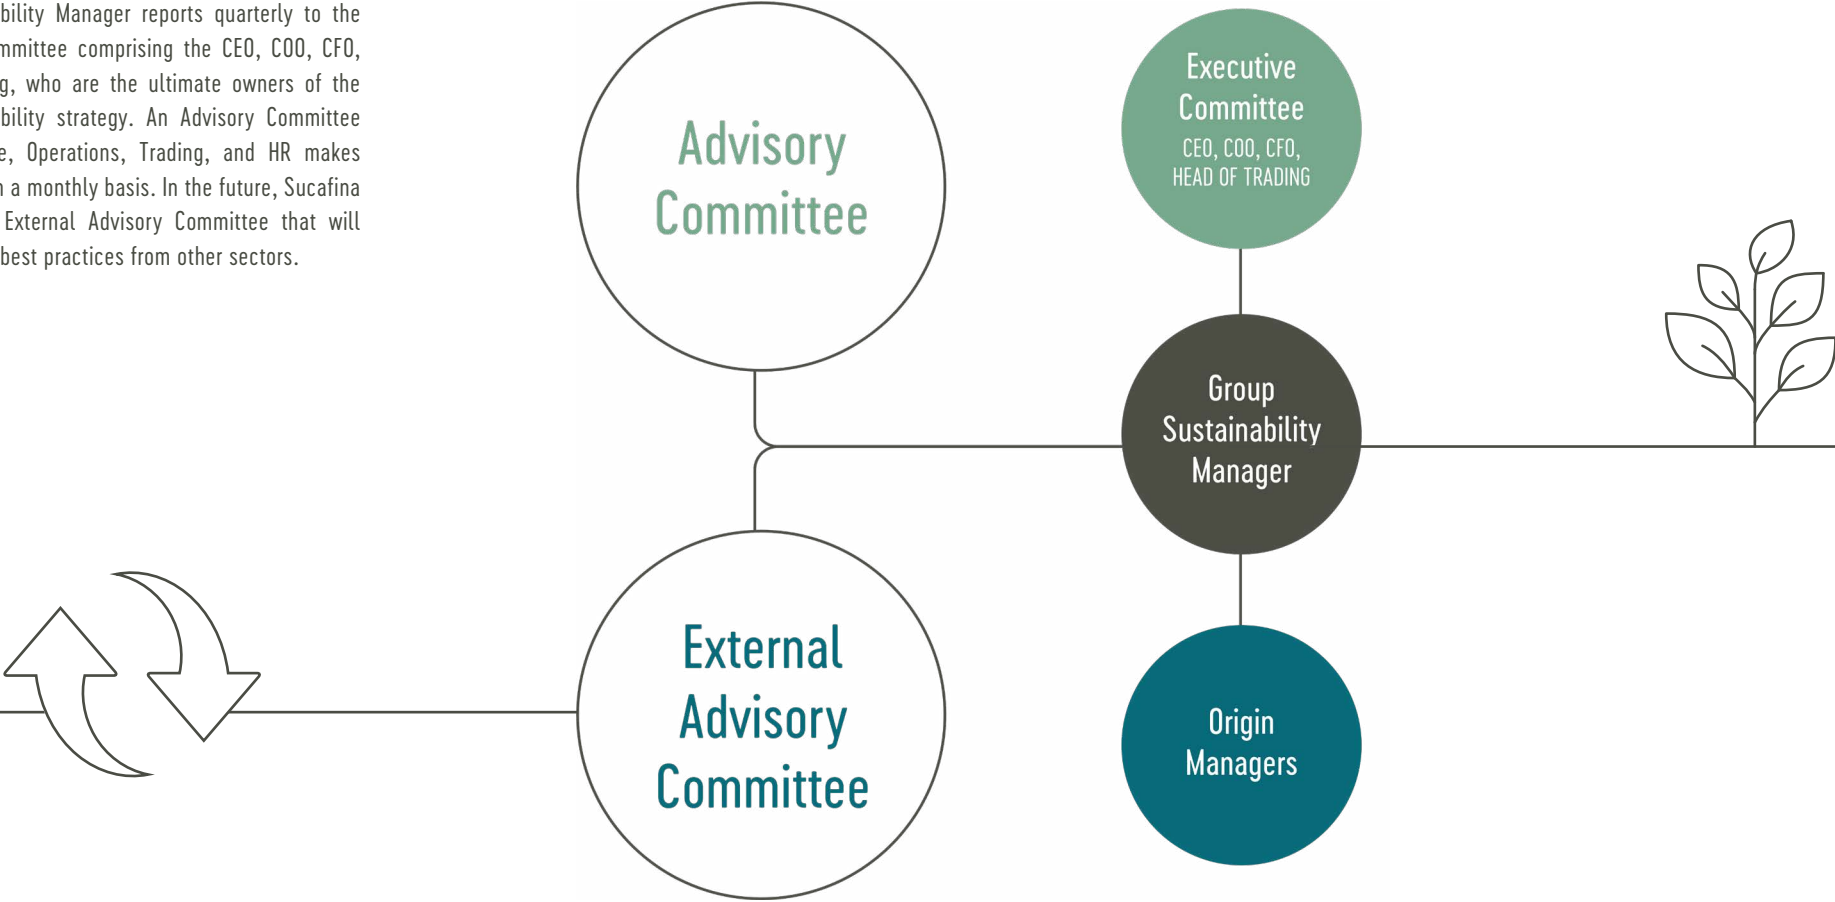 bility Manager reports quarterly to the
mmittee comprising the CEO, COO, CFO,
g, who are the ultimate owners of the
bility strategy. An Advisory Committee
e, Operations, Trading, and HR makes
n a monthly basis. In the future, Sucafina
External Advisory Committee that will
best practices from other sectors.
Advisory
Committee
Executive
Committee
CEO, COO, CFO,
HEAD OF TRADING
Group
Sustainability
Manager
External
Advisory
Committee
Origin
Managers